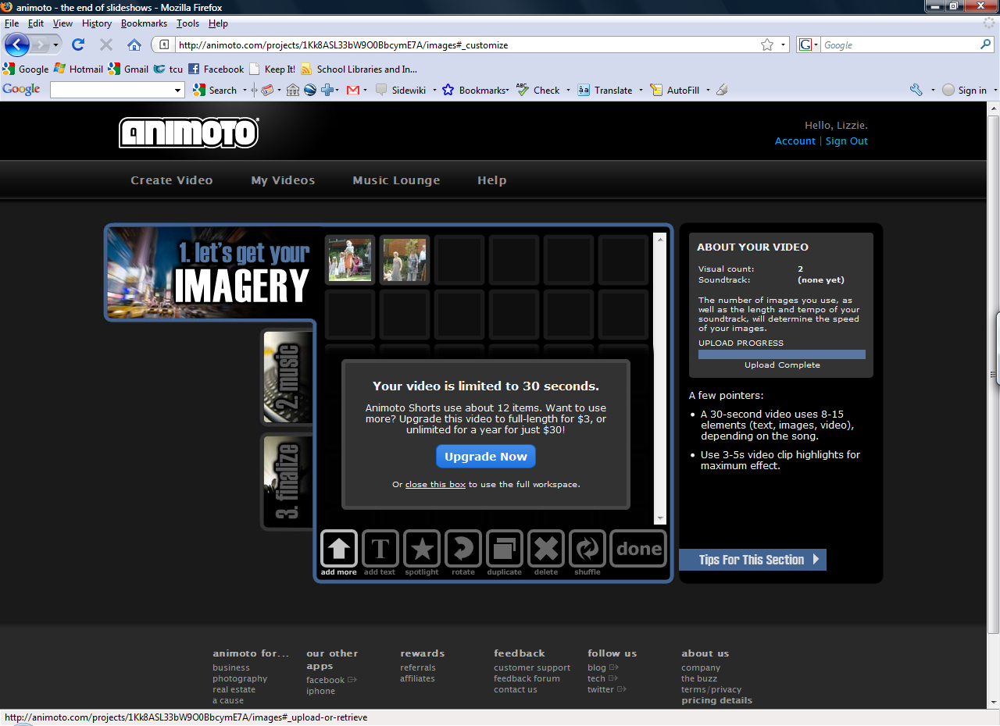 animoto - the end of slideshows - Mozilla Firefox
File Edit View History Bookmarks Tools Help
http://animoto.com/projects/1Kk8ASL33bW9O0BbcymE7A/images#_customize
G Google
Google Hotmail Gmail tcu Facebook Keep It! School Libraries and In...
Google Search Sidewiki Bookmarks ABC Check Translate AutoFill Sign in
ANIMOTO
Hello, Lizzie.
Account | Sign Out
Create Video My Videos Music Lounge Help
1. let's get your
IMAGERY
2. music
3. finalize
Your video is limited to 30 seconds.
Animoto Shorts use about 12 items. Want to use
more? Upgrade this video to full-length for $3, or
unlimited for a year for just $30!
Upgrade Now
Or close this box to use the full workspace.
T done
add more add text spotlight rotate duplicate delete shuffle
ABOUT YOUR VIDEO
Visual count: 2
Soundtrack: (none yet)
The number of images you use, as
well as the length and tempo of your
soundtrack, will determine the speed
of your images.
UPLOAD PROGRESS
Upload Complete
A few pointers:
• A 30-second video uses 8-15
elements (text, images, video),
depending on the song.
• Use 3-5s video clip highlights for
maximum effect.
Tips For This Section
animoto for...
business
photography
real estate
a cause
our other
apps
facebook
iphone
rewards
referrals
affiliates
feedback
customer support
feedback forum
contact us
follow us
blog
tech
twitter
about us
company
the buzz
terms/privacy
pricing details
http://animoto.com/projects/1Kk8ASL33bW9O0BbcymE7A/images#_upload-or-retrieve